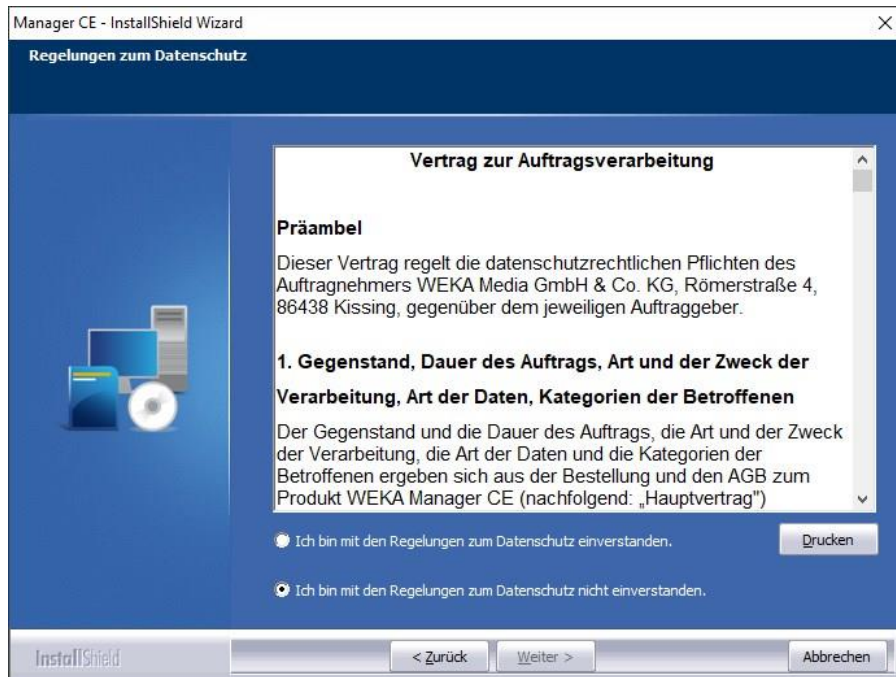 Manager CE - InstallShield Wizard
Regelungen zum Datenschutz
Vertrag zur Auftragsverarbeitung
Präambel
Dieser Vertrag regelt die datenschutzrechtlichen Pflichten des
Auftragnehmers WEKA Media GmbH & Co. KG, Römerstraße 4,
86438 Kissing, gegenüber dem jeweiligen Auftraggeber.
1. Gegenstand, Dauer des Auftrags, Art und der Zweck der
Verarbeitung, Art der Daten, Kategorien der Betroffenen
Der Gegenstand und die Dauer des Auftrags, die Art und der Zweck
der Verarbeitung, die Art der Daten und die Kategorien der
Betroffenen ergeben sich aus der Bestellung und den AGB zum
Produkt WEKA Manager CE (nachfolgend: „Hauptvertrag")
Ich bin mit den Regelungen zum Datenschutz einverstanden.
Drucken
Ich bin mit den Regelungen zum Datenschutz nicht einverstanden.
InstallShield
< Zurück
Weiter >
Abbrechen